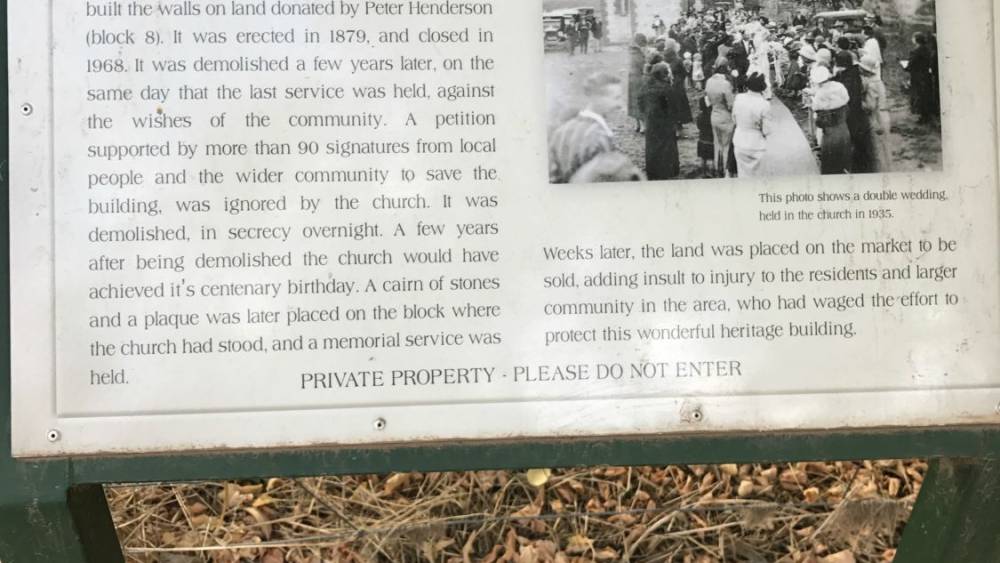 built the walls on land donated by Peter Henderson
(block 8). It was erected in 1879, and closed in
1968. It was demolished a few years later, on the
same day that the last service was held, against
the wishes of the community. A petition
supported by more than 90 signatures from local
people and the wider community to save the
building, was ignored by the church. It was
demolished, in secrecy overnight. A few years
after being demolished the church would have
achieved it's centenary birthday. A cairn of stones
and a plaque was later placed on the block where
the church had stood, and a memorial service was
held.
This photo shows a double wedding,
held in the church in 1935.
Weeks later, the land was placed on the market to be
sold, adding insult to injury to the residents and larger
community in the area, who had waged the effort to
protect this wonderful heritage building.
PRIVATE PROPERTY - PLEASE DO NOT ENTER